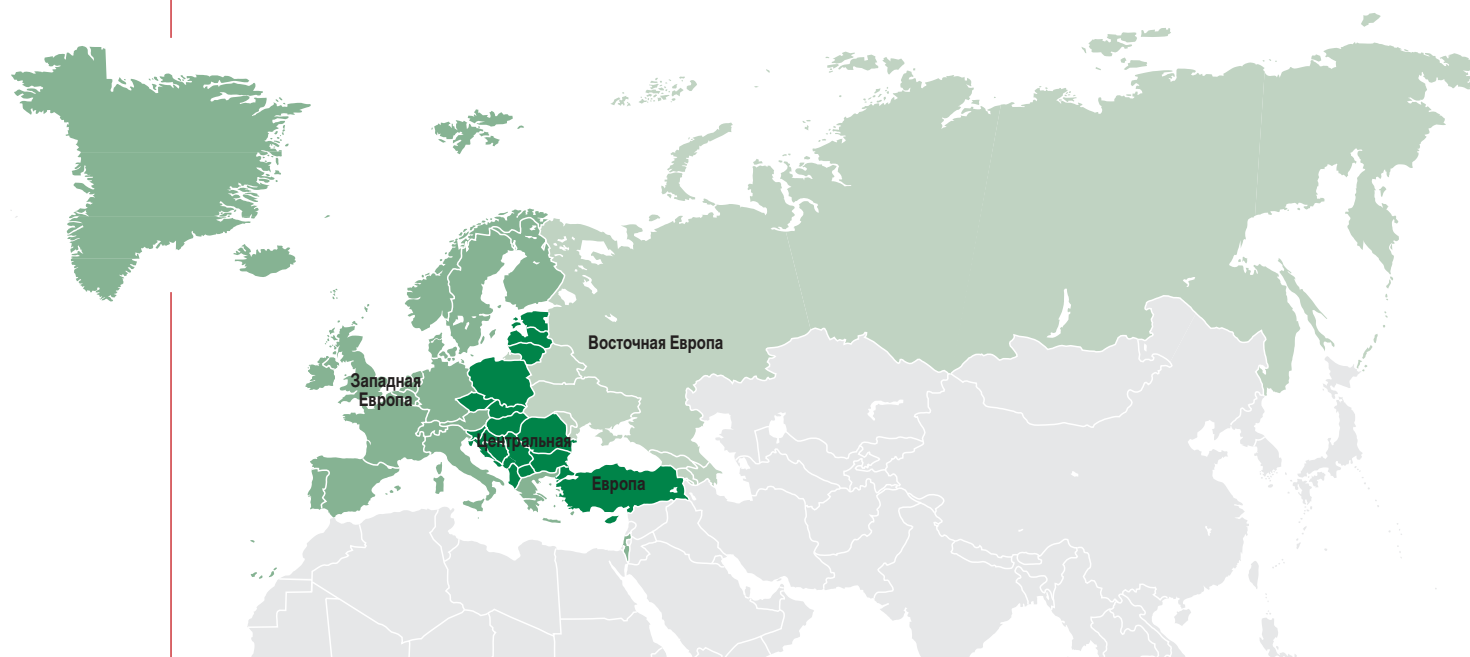 Восточная Европа
Западная
Европа
Центральная
Европа